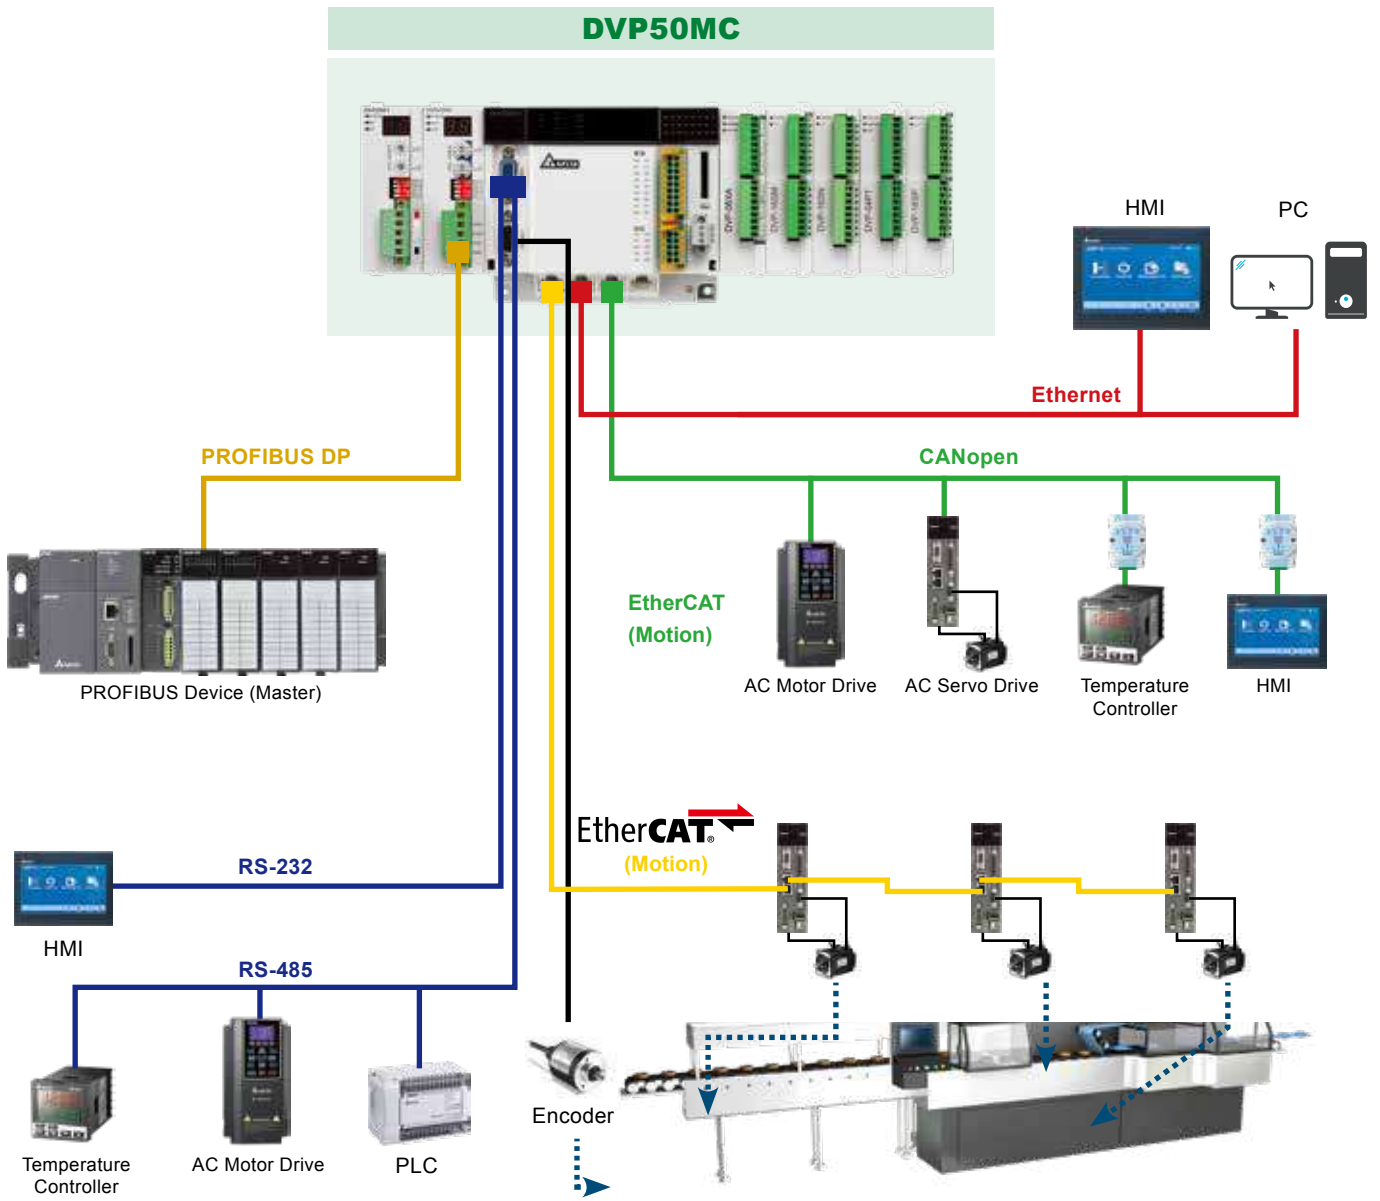 DVP50MC
HMI
PC
Ethernet
PROFIBUS DP
CANopen
EtherCAT
(Motion)
PROFIBUS Device (Master)
AC Motor Drive
AC Servo Drive
Temperature
Controller
HMI
EtherCAT®
(Motion)
RS-232
HMI
RS-485
Encoder
Temperature
Controller
AC Motor Drive
PLC